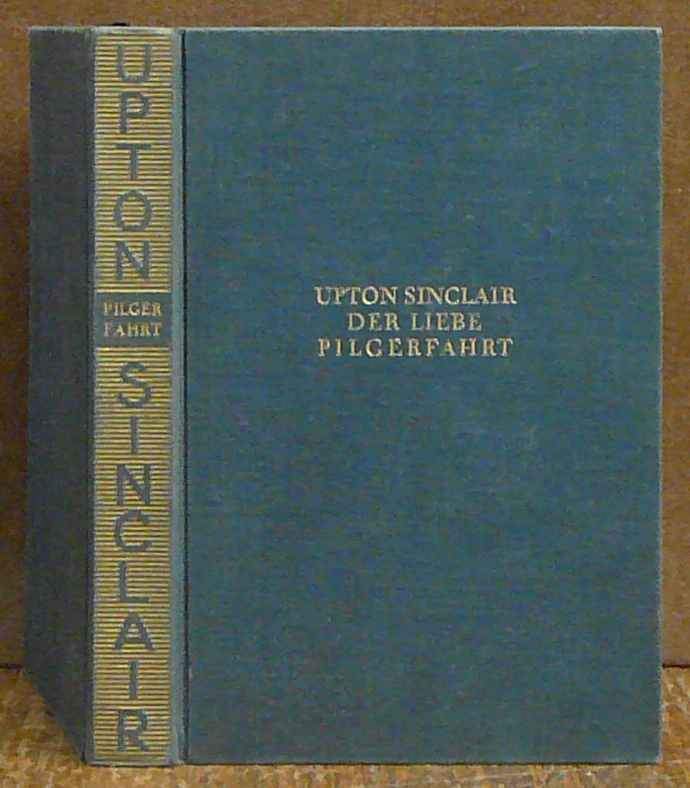 UPTON
PILGER
FAHRT
SINCLAIR
UPTON SINCLAIR
DER LIEBE
PILGERFAHRT